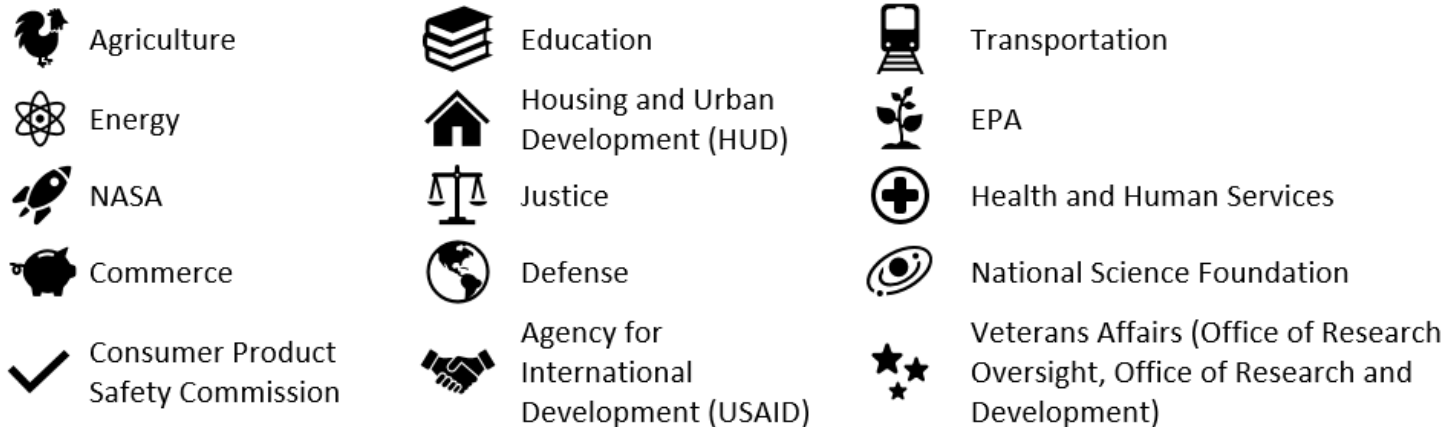 Agriculture
Education
Transportation
Energy
Housing and Urban
Development (HUD)
EPA
NASA
Justice
Health and Human Services
Commerce
Defense
National Science Foundation
Consumer Product
Safety Commission
Agency for
International
Development (USAID)
Veterans Affairs (Office of Research
Oversight, Office of Research and
Development)